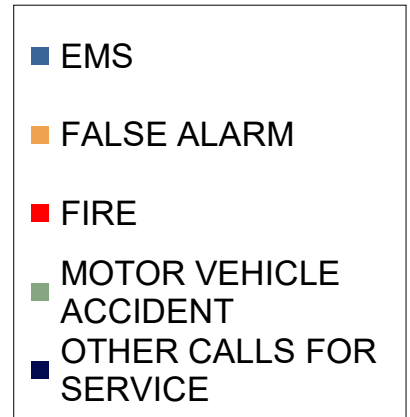 EMS
FALSE ALARM
FIRE
MOTOR VEHICLE
ACCIDENT
OTHER CALLS FOR
SERVICE